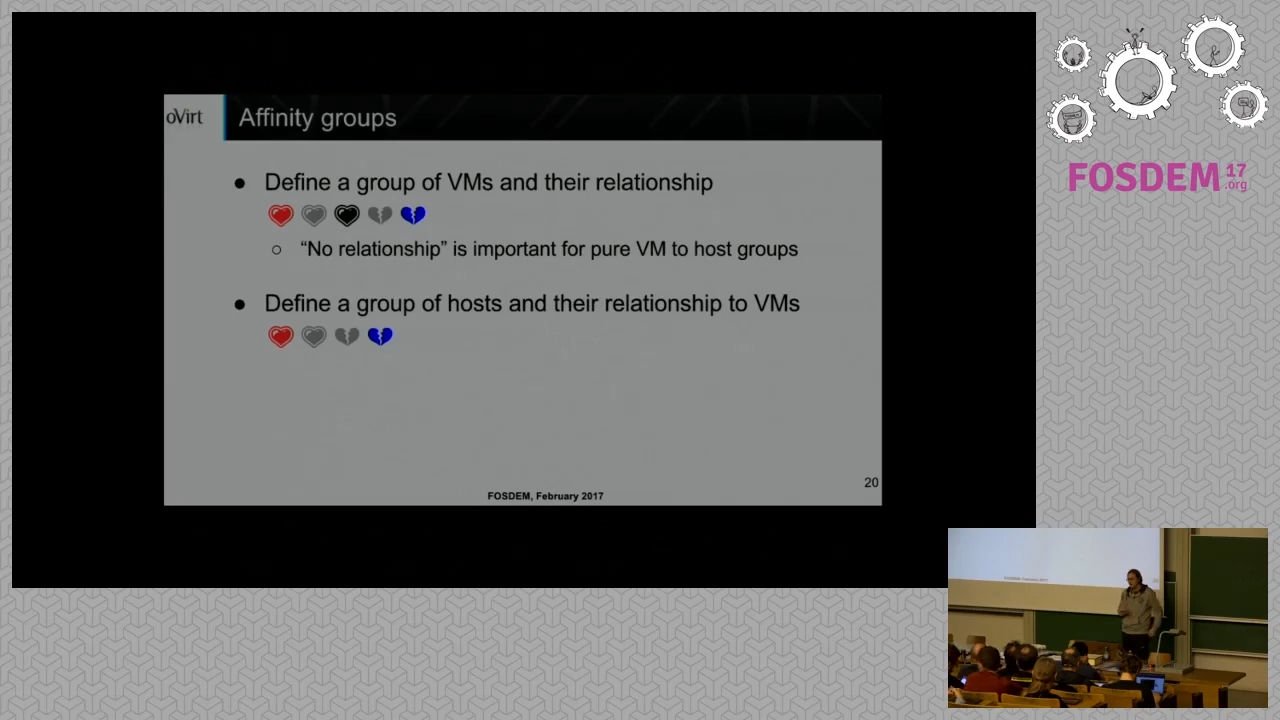 oVirt
Affinity groups
● Define a group of VMs and their relationship
○ “No relationship” is important for pure VM to host groups
● Define a group of hosts and their relationship to VMs
20
FOSDEM, February 2017
FOSDEM 17
.org